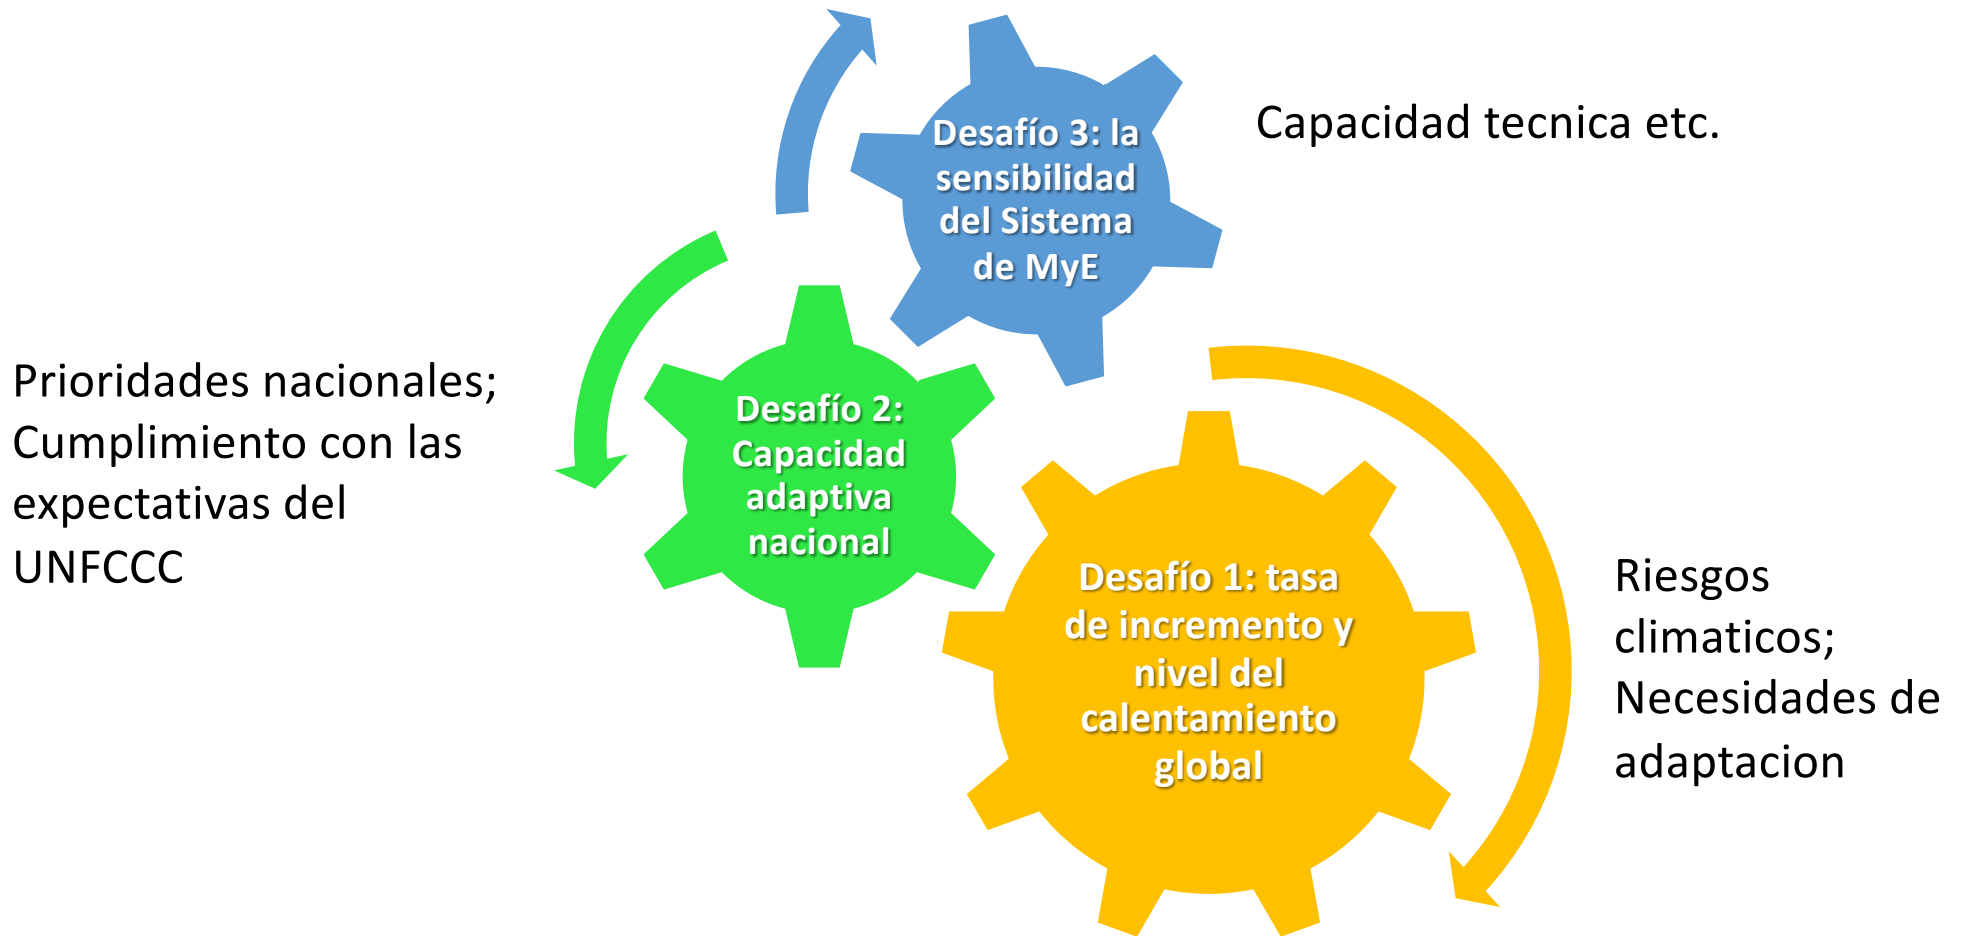 Desafío 3: la
sensibilidad
del Sistema
de MyE
Capacidad tecnica etc.
Prioridades nacionales;
Cumplimiento con las
expectativas del
UNFCCC
Desafío 2:
Capacidad
adaptiva
nacional
Desafío 1: tasa
de incremento y
nivel del
calentamiento
global
Riesgos
climaticos;
Necesidades de
adaptacion